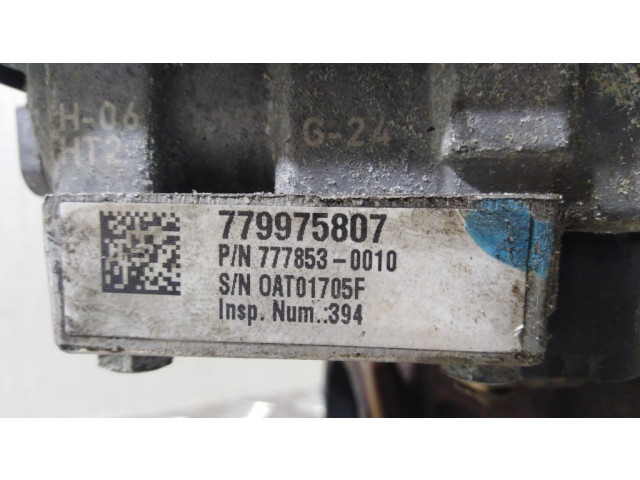 H-06
HT2
G-24
779975807
P/N 777853-0010
S/N OAT01705F
Insp. Num.:394